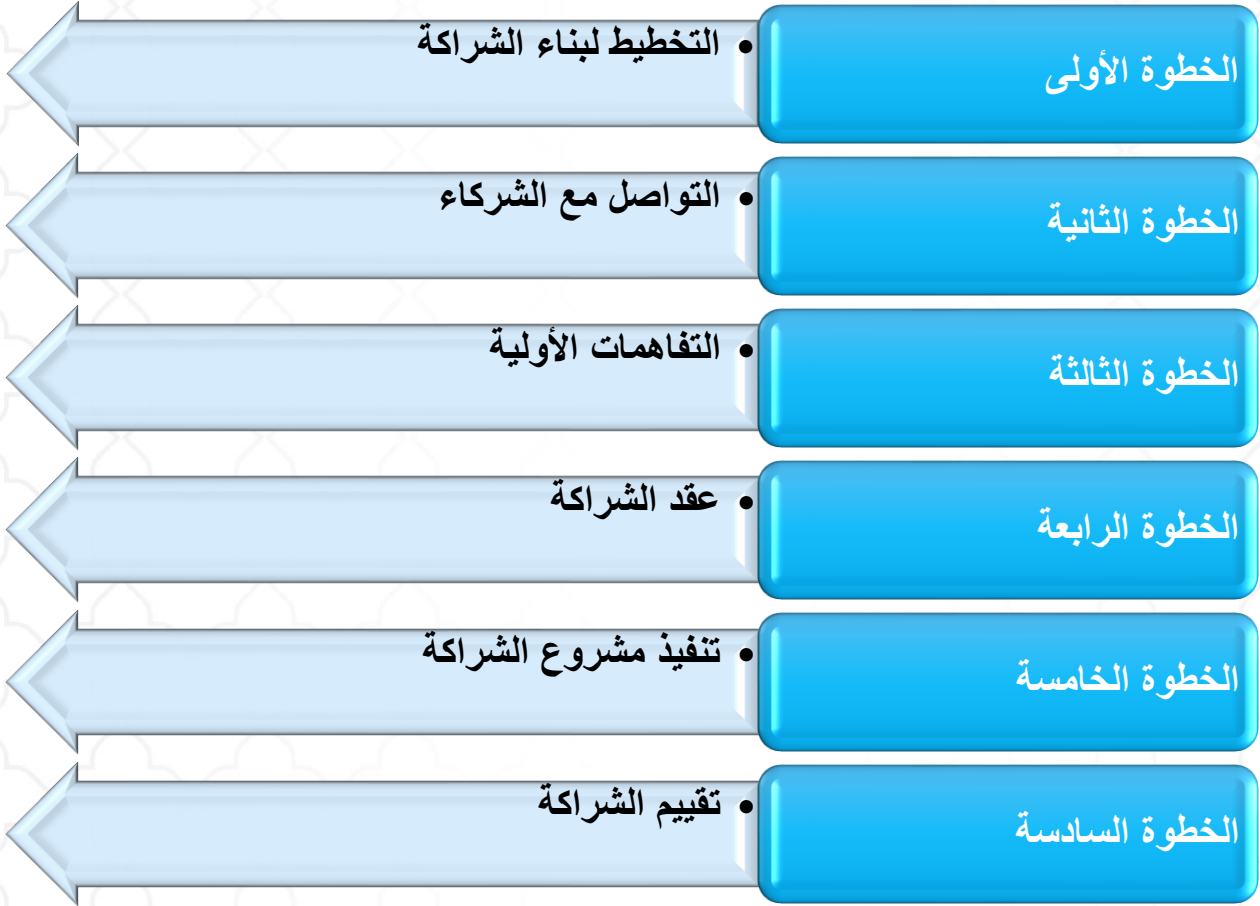 الخطوة الأولى
• التخطيط لبناء الشراكة
الخطوة الثانية
• التواصل مع الشركاء
الخطوة الثالثة
• التفاهمات الأولية
الخطوة الرابعة
• عقد الشراكة
الخطوة الخامسة
• تنفيذ مشروع الشراكة
الخطوة السادسة
• تقييم الشراكة